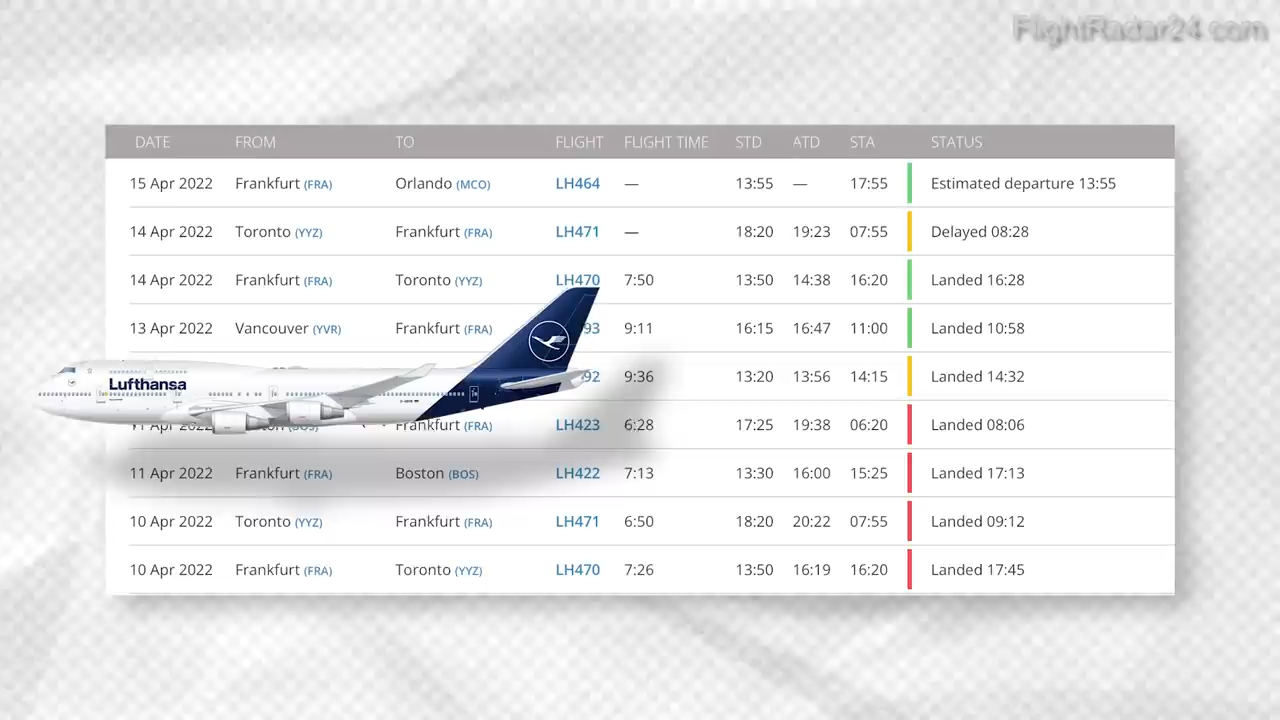 FlightRadar24.com
DATE FROM TO FLIGHT FLIGHT TIME STD ATD STA STATUS
15 Apr 2022 Frankfurt (FRA) Orlando (MCO) LH464 — 13:55 — 17:55 Estimated departure 13:55
14 Apr 2022 Toronto (YYZ) Frankfurt (FRA) LH471 — 18:20 19:23 07:55 Delayed 08:28
14 Apr 2022 Frankfurt (FRA) Toronto (YYZ) LH470 7:50 13:50 14:38 16:20 Landed 16:28
13 Apr 2022 Vancouver (YVR) Frankfurt (FRA) 93 9:11 16:15 16:47 11:00 Landed 10:58
92 9:36 13:20 13:56 14:15 Landed 14:32
Lufthansa
11 Apr 2022 (BOS) Frankfurt (FRA) LH423 6:28 17:25 19:38 06:20 Landed 08:06
11 Apr 2022 Frankfurt (FRA) Boston (BOS) LH422 7:13 13:30 16:00 15:25 Landed 17:13
10 Apr 2022 Toronto (YYZ) Frankfurt (FRA) LH471 6:50 18:20 20:22 07:55 Landed 09:12
10 Apr 2022 Frankfurt (FRA) Toronto (YYZ) LH470 7:26 13:50 16:19 16:20 Landed 17:45